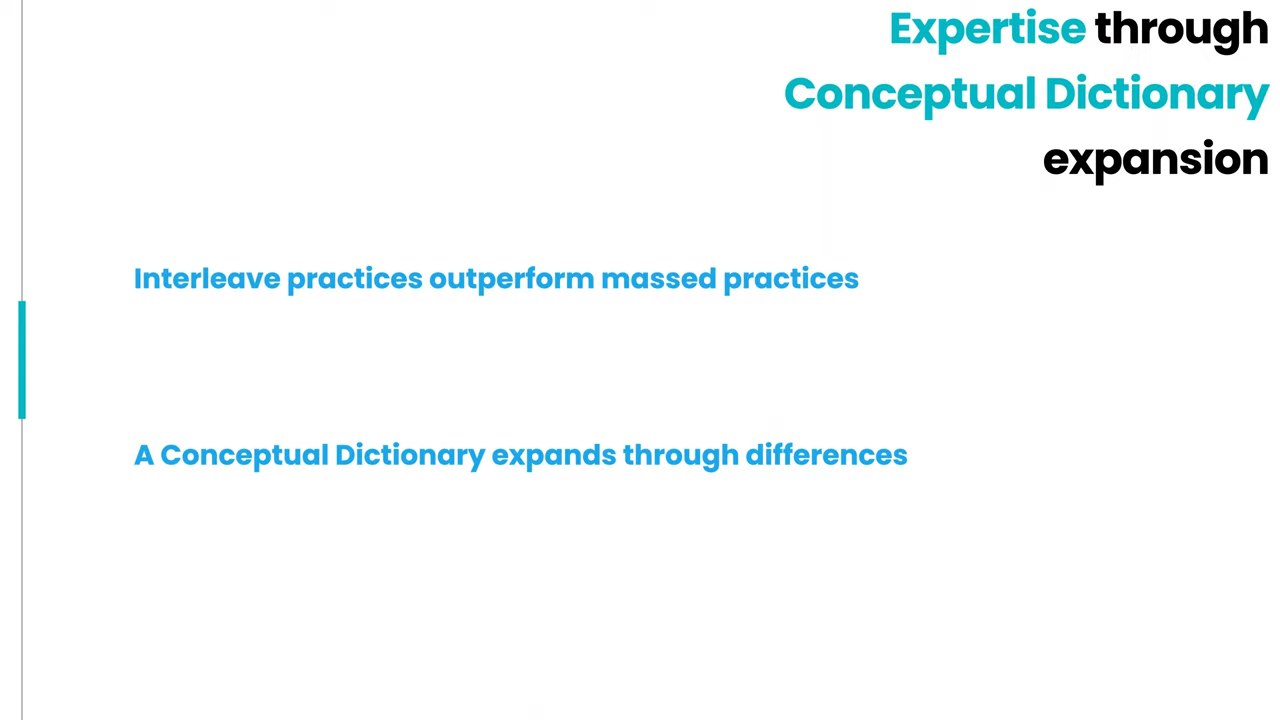 Expertise through
Conceptual Dictionary
expansion
Interleave practices outperform massed practices
A Conceptual Dictionary expands through differences